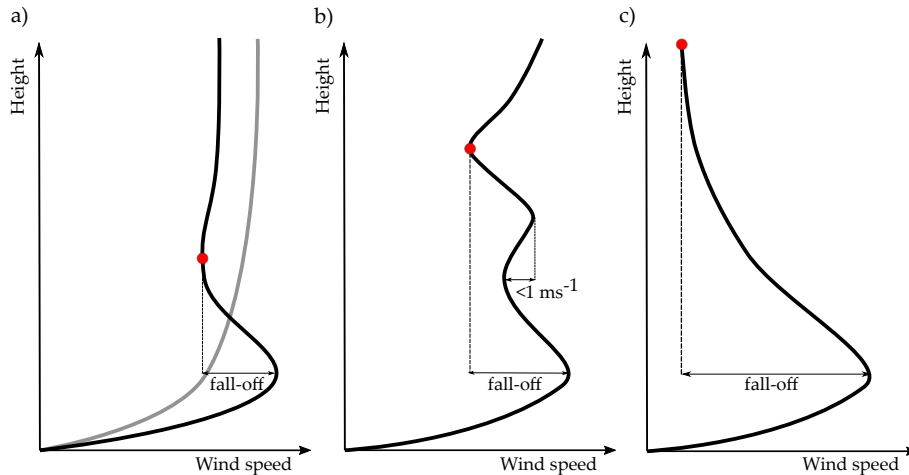 a)
Height
fall-off
Wind speed
b)
Height
<1 ms-1
fall-off
Wind speed
c)
Height
fall-off
Wind speed